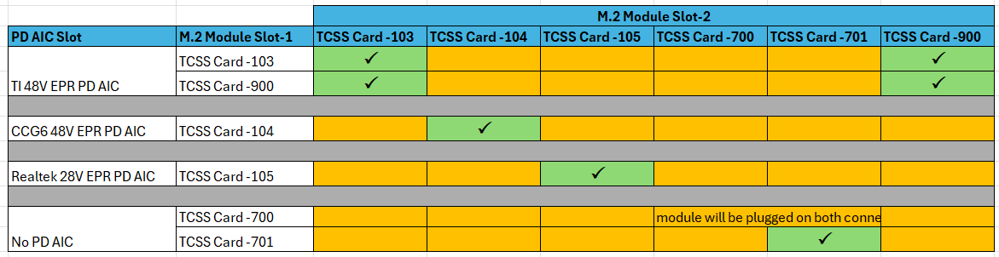 M.2 Module Slot-2
PD AIC Slot M.2 Module Slot-1 TCSS Card -103 TCSS Card -104 TCSS Card -105 TCSS Card -700 TCSS Card -701 TCSS Card -900
TCSS Card -103 ✓ ✓
TI 48V EPR PD AIC TCSS Card -900 ✓ ✓
CCG6 48V EPR PD AIC TCSS Card -104 ✓
Realtek 28V EPR PD AIC TCSS Card -105 ✓
TCSS Card -700 module will be plugged on both conne
No PD AIC TCSS Card -701 ✓